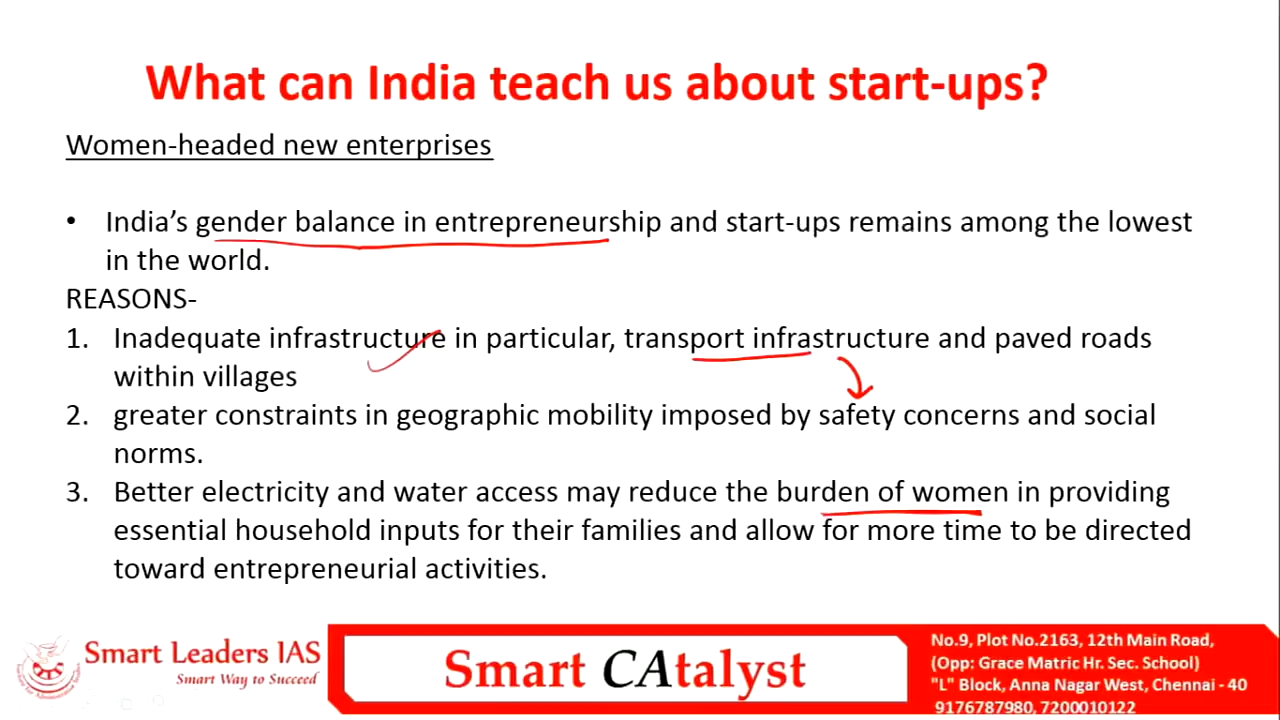 What can India teach us about start-ups?
Women-headed new enterprises
• India’s gender balance in entrepreneurship and start-ups remains among the lowest
in the world.
REASONS-
1. Inadequate infrastructure in particular, transport infrastructure and paved roads
within villages
2. greater constraints in geographic mobility imposed by safety concerns and social
norms.
3. Better electricity and water access may reduce the burden of women in providing
essential household inputs for their families and allow for more time to be directed
toward entrepreneurial activities.
Smart Leaders IAS
Smart Way to Succeed
Smart CAtalyst
No.9, Plot No.2163, 12th Main Road,
(Opp: Grace Matric Hr. Sec. School)
"L" Block, Anna Nagar West, Chennai - 40
9176787980, 7200010122